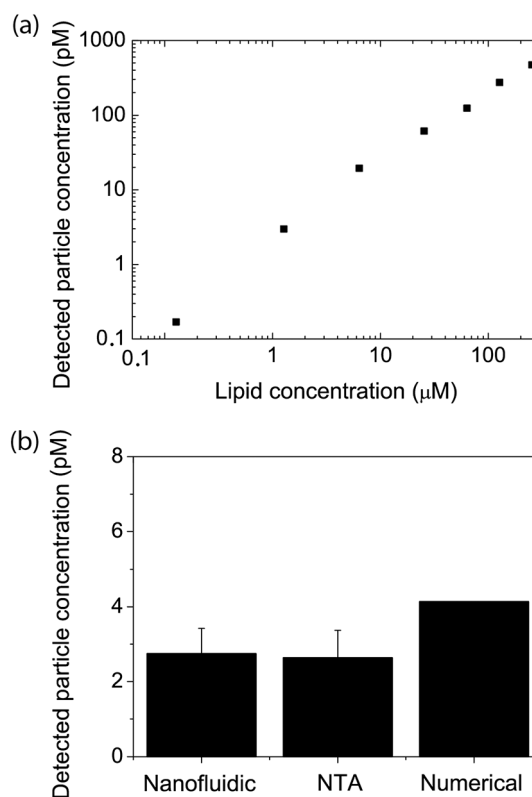 (a)
Detected particle concentration (pM)
1000
100
10
1
0.1
0.1 1 10 100
Lipid concentration (μM)
(b)
Detected particle concentration (pM)
8
6
4
2
0
Nanofluidic NTA Numerical